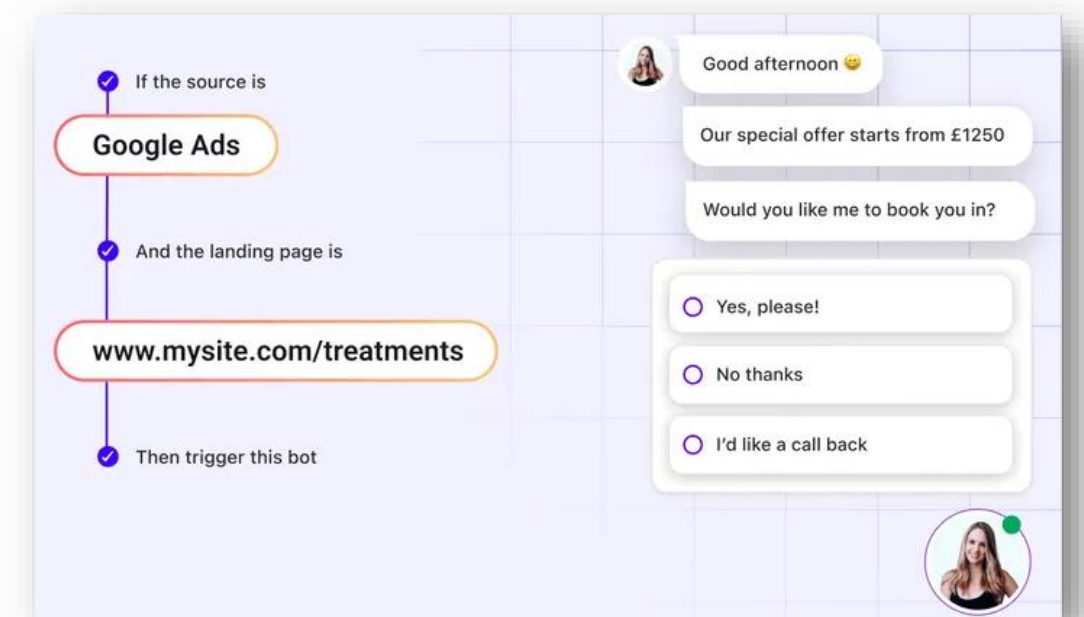 If the source is
Google Ads
And the landing page is
www.mysite.com/treatments
Then trigger this bot
Good afternoon 😀
Our special offer starts from £1250
Would you like me to book you in?
Yes, please!
No thanks
I'd like a call back